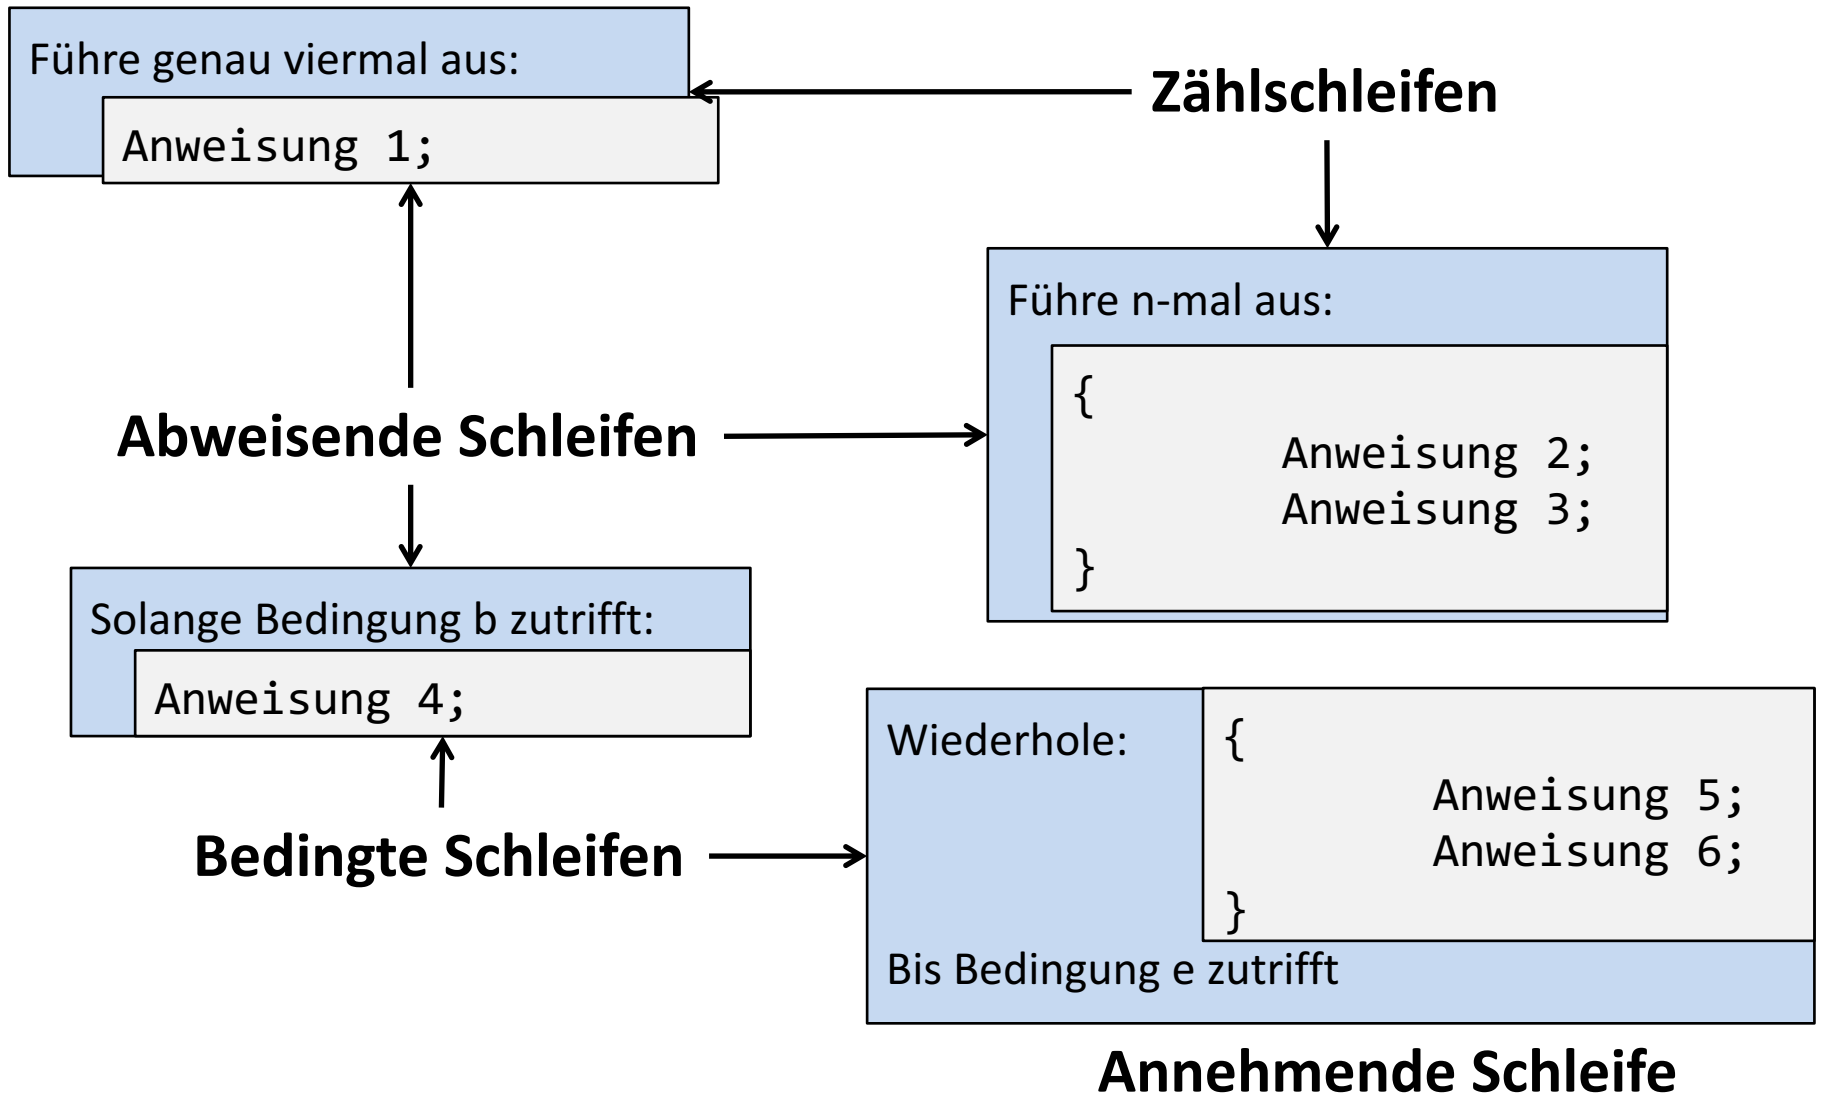 Führe genau viermal aus:
Anweisung 1;
Zählschleifen
Führe n-mal aus:
{
Anweisung 2;
Anweisung 3;
}
Abweisende Schleifen
Solange Bedingung b zutrifft:
Anweisung 4;
Bedingte Schleifen
Wiederhole:
{
Anweisung 5;
Anweisung 6;
}
Bis Bedingung e zutrifft
Annehmende Schleife